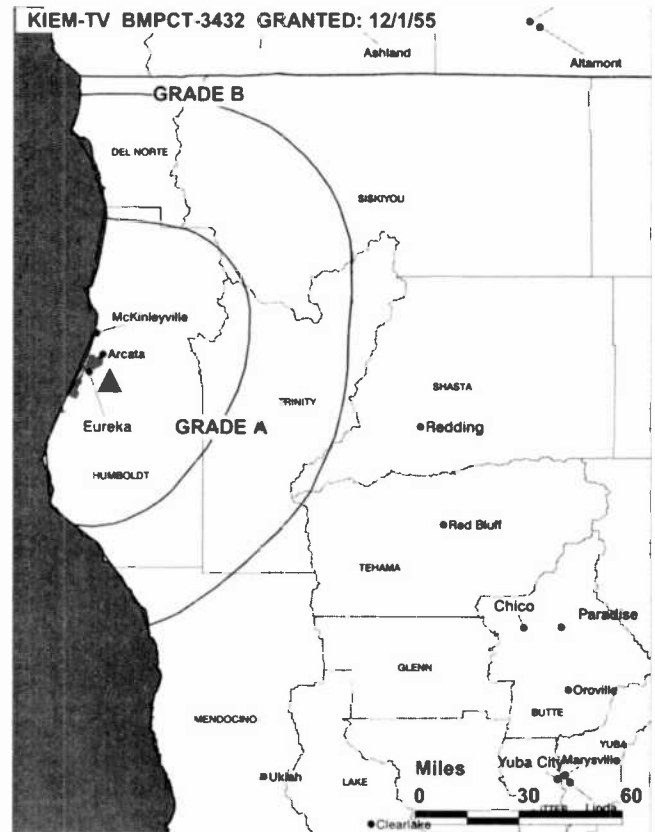 KIEM-TV BMPCT-3432 GRANTED: 12/1/55
Ashland
Altamont
GRADE B
DEL NORTE
SISKIYOU
McKinleyville
Arcata
Eureka
TRINITY
SHASTA
GRADE A
Redding
HUMBOLDT
Red Bluff
TEHAMA
Chico
Paradise
GLENN
Oroville
BUTTE
MENDOCINO
YUBA
Yuba City
Marysville
Miles
Ukiah
LAKE
0 30 60
Linda
TTER
Clearlake